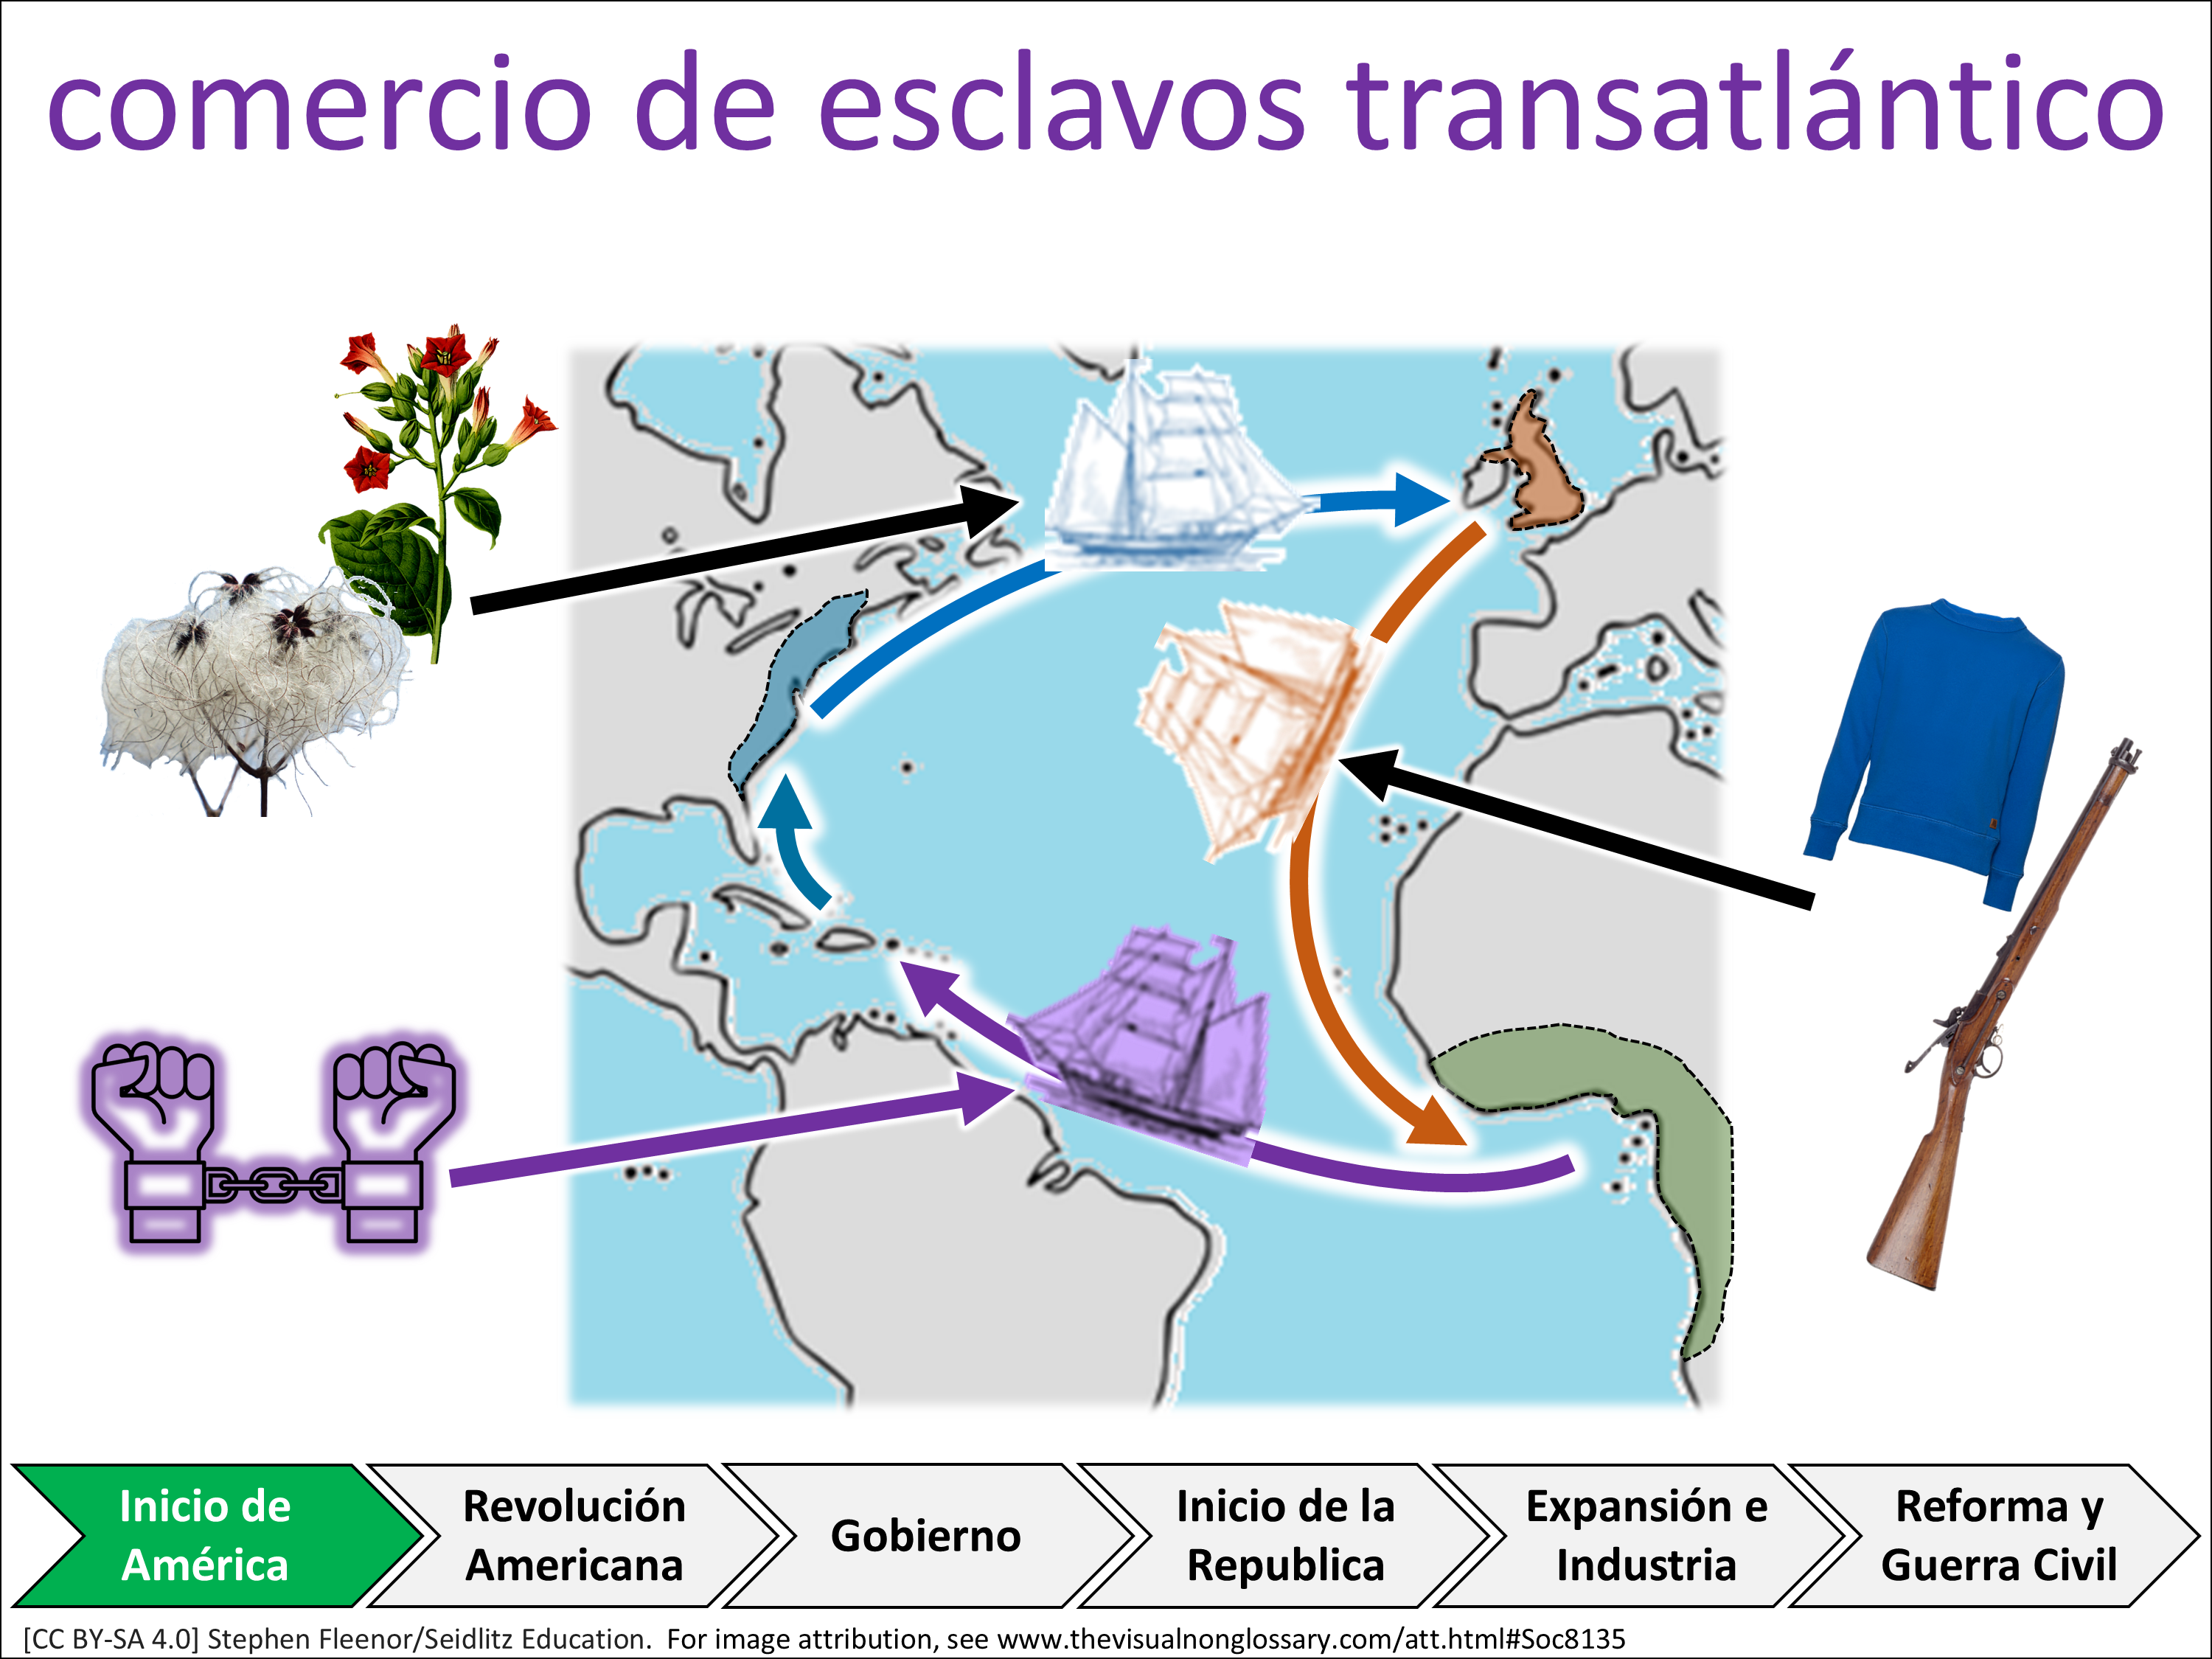 comercio de esclavos transatlántico
Inicio de
América
Revolución
Americana
Gobierno
Inicio de la
Republica
Expansión e
Industria
Reforma y
Guerra Civil
[CC BY-SA 4.0] Stephen Fleenor/Seidlitz Education.  For image attribution, see www.thevisualnonglossary.com/att.html#Soc8135